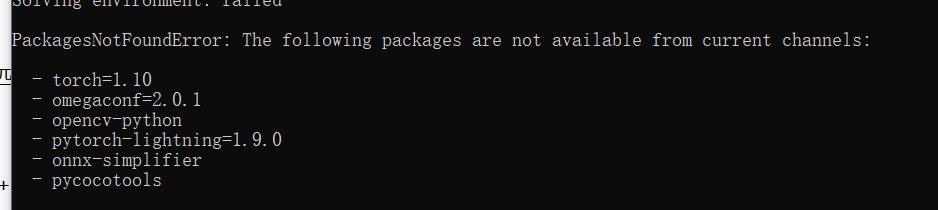 Solving environment: failed
PackagesNotFoundError: The following packages are not available from current channels:
- torch=1.10
- omegaconf=2.0.1
- opencv-python
- pytorch-lightning=1.9.0
- onnx-simplifier
- pycocotools
+